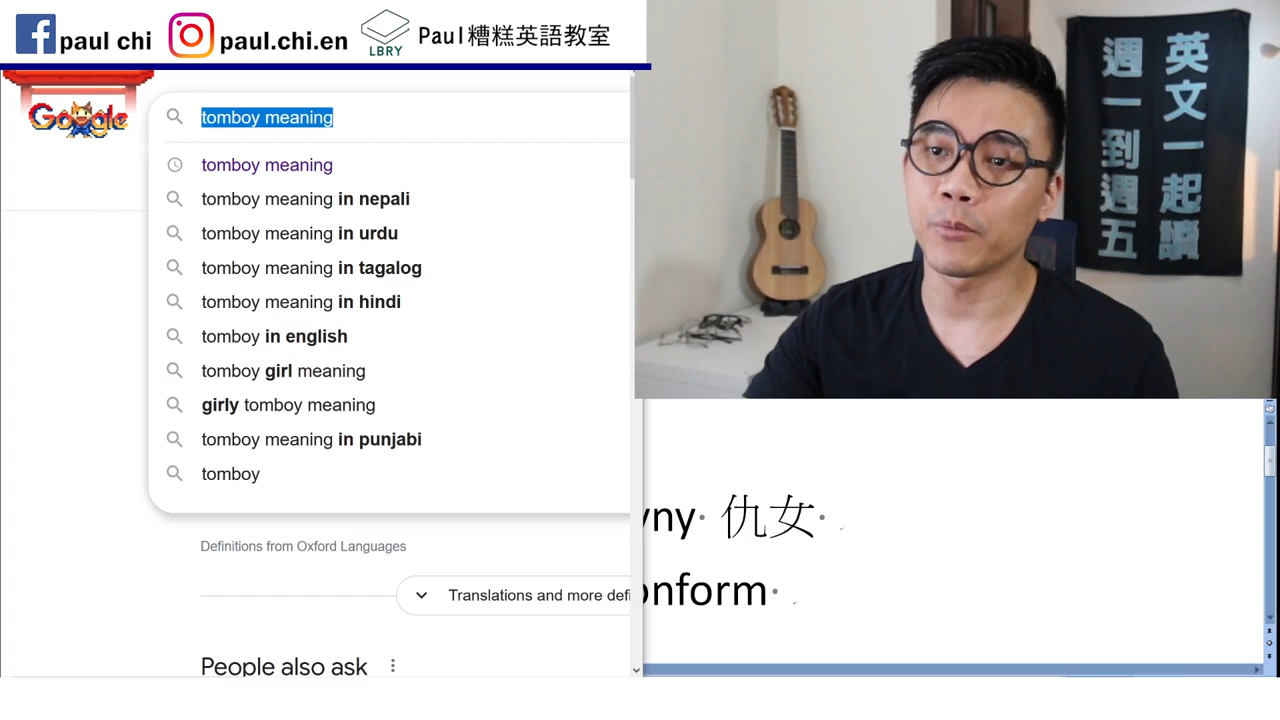 paul chi
paul.chi.en
LBRY
Paul糟糕英語教室
Google
tomboy meaning
tomboy meaning
tomboy meaning in nepali
tomboy meaning in urdu
tomboy meaning in tagalog
tomboy meaning in hindi
tomboy in english
tomboy girl meaning
girly tomboy meaning
tomboy meaning in punjabi
tomboy
Definitions from Oxford Languages
Translations and more defi
People also ask
英文一起讀
週一到週五
yny 仇女
onform